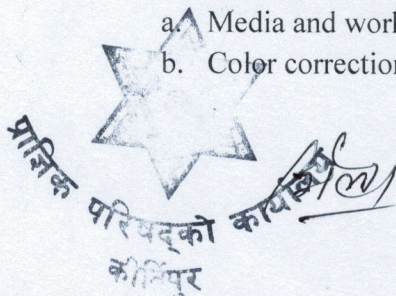 a. Media and work
b. Color correction
प्राज्ञिक परिषद्को कार्यालय
कीर्तिपुर